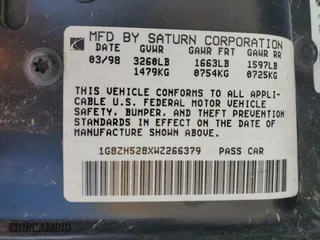 MFD BY SATURN CORPORATION
DATE GVWR GAWR FRT GAWR RR
03/98 3260LB 1663LB 1597LB
1479KG 0754KG 0725KG
THIS VEHICLE CONFORMS TO ALL APPLI-
CABLE U.S. FEDERAL MOTOR VEHICLE
SAFETY, BUMPER, AND THEFT PREVENTION
STANDARDS IN EFFECT ON THE DATE OF
MANUFACTURE SHOWN ABOVE.
1G8ZH528XWZ266379 PASS CAR
RECAMBIO